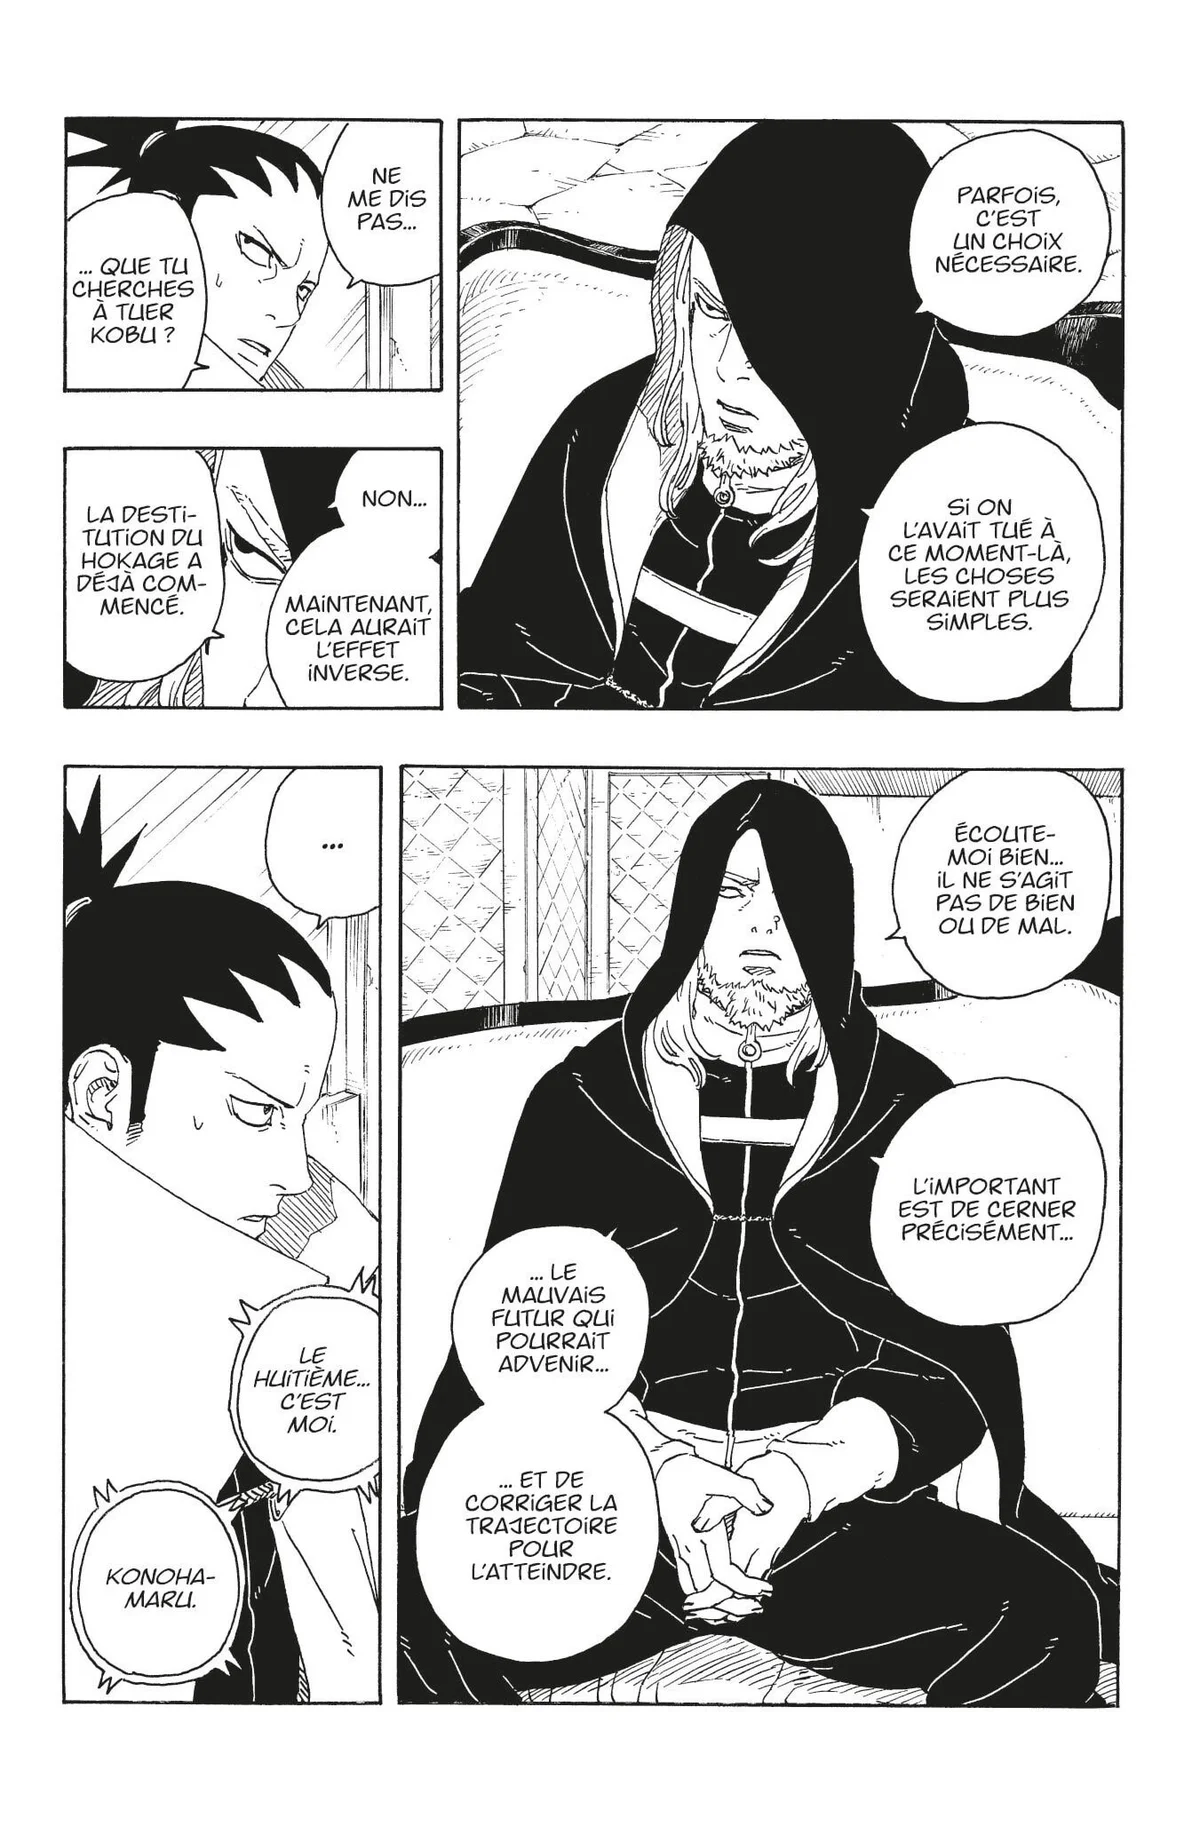 PARFOIS,
C'EST
UN CHOIX
NÉCESSAIRE.
SI ON
L'AVAIT TUÉ À
CE MOMENT-LÀ,
LES CHOSES
SERAIENT PLUS
SIMPLES.
NE
ME DIS
PAS...
... QUE TU
CHERCHES
À TUER
KOBU ?
NON...
MAINTENANT,
CELA AURAIT
L'EFFET
INVERSE.
LA DESTI-
TUTION DU
HOKAGE A
DÉJÀ COM-
MENCÉ.
ÉCOUTE-
MOI BIEN...
IL NE S'AGIT
PAS DE BIEN
OU DE MAL.
L'IMPORTANT
EST DE CERNER
PRÉCISÉMENT...
... LE
MAUVAIS
FUTUR QUI
POURRAIT
ADVENIR...
... ET DE
CORRIGER LA
TRAJECTOIRE
POUR
L'ATTEINDRE.
...
LE
HUITIÈME...
C'EST
MOI.
KONOHA-
MARU.